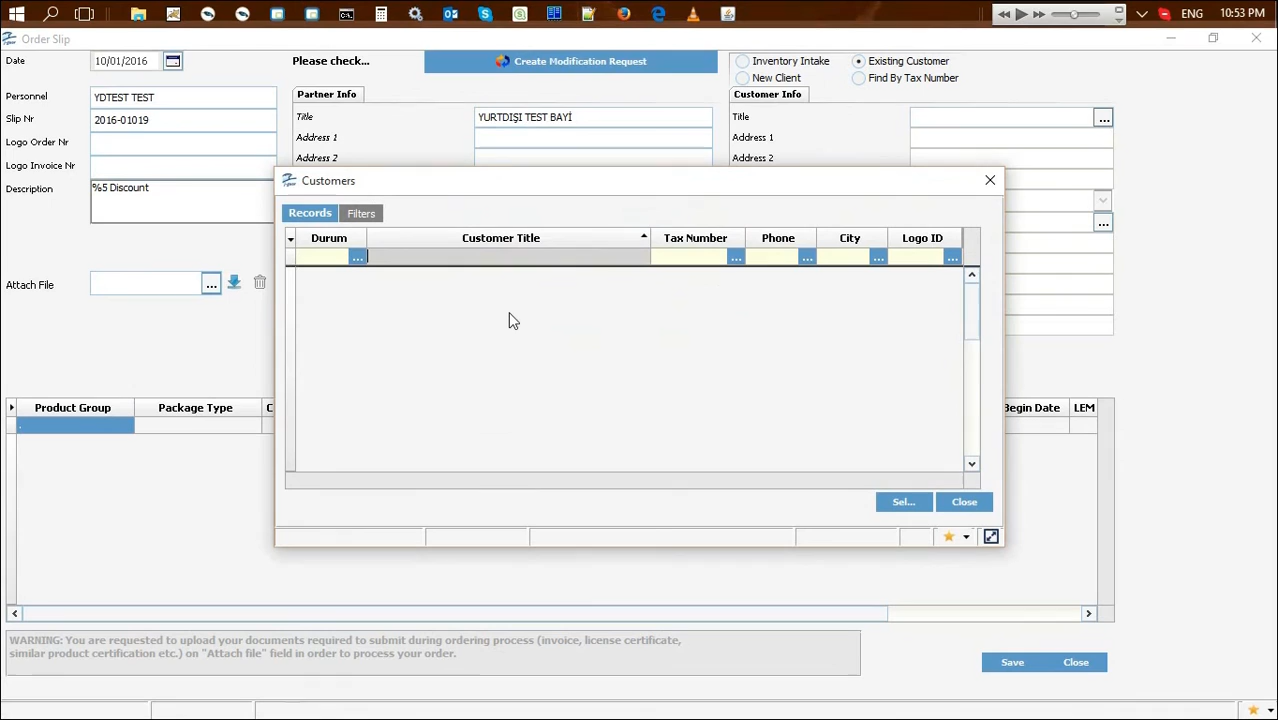 ENG
10:53 PM
Order Slip
Date
10/01/2016
Please check...
Create Modification Request
Inventory Intake
Existing Customer
New Client
Find By Tax Number
Personnel
YDTEST TEST
Partner Info
Customer Info
Slip Nr
2016-01019
Title
YURTDIŞI TEST BAYİ
Title
...
Logo Order Nr
Address 1
Address 1
Logo Invoice Nr
Address 2
Address 2
Description
%5 Discount
Customers
Records
Filters
Durum
Customer Title
Tax Number
Phone
City
Logo ID
...
...
...
...
...
...
Attach File
...
Product Group
Package Type
C
Begin Date
LEM
.
Sel...
Close
WARNING: You are requested to upload your documents required to submit during ordering process (invoice, license certificate,
similar product certification etc.) on "Attach file" field in order to process your order.
Save
Close